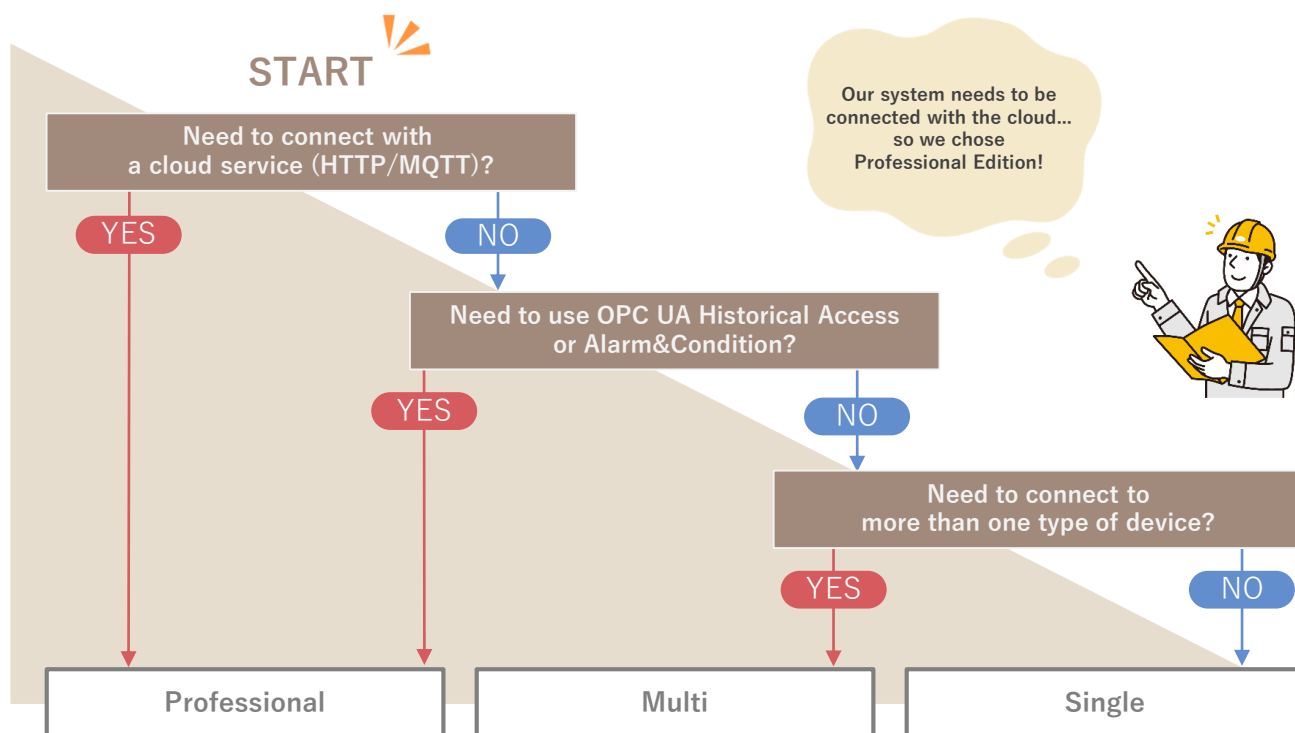 START
Our system needs to be
connected with the cloud...
so we chose
Professional Edition!
Need to connect with
a cloud service (HTTP/MQTT)?
YES
NO
Need to use OPC UA Historical Access
or Alarm&Condition?
YES
NO
Need to connect to
more than one type of device?
YES
NO
Professional
Multi
Single